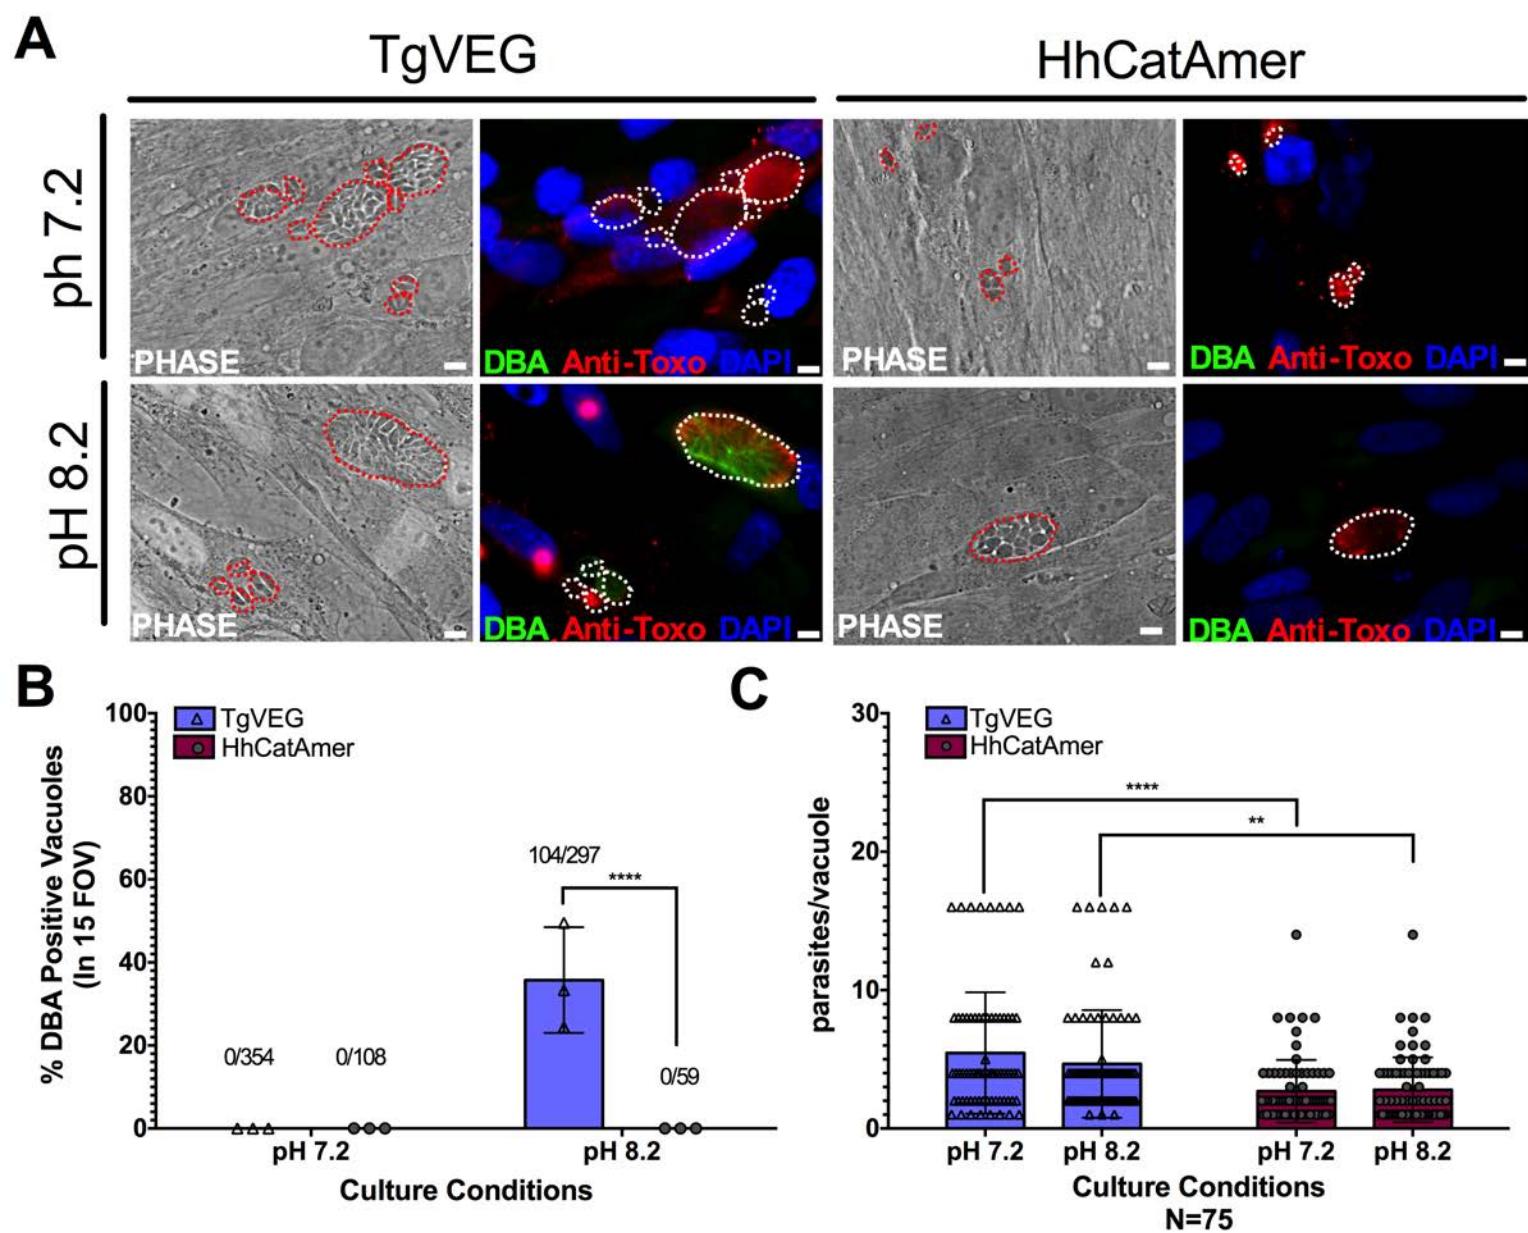 A
TgVEG
HhCatAmer
ph 7.2
PHASE
DBA Anti-Toxo DAPI
PHASE
DBA Anti-Toxo DAPI
pH 8.2
PHASE
DBA Anti-Toxo DAPI
PHASE
DBA Anti-Toxo DAPI
B
% DBA Positive Vacuoles
(In 15 FOV)
100
80
60
40
20
0
TgVEG
HhCatAmer
104/297
****
0/354
0/108
0/59
pH 7.2
pH 8.2
Culture Conditions
C
parasites/vacuole
30
20
10
0
TgVEG
HhCatAmer
****
**
pH 7.2
pH 8.2
pH 7.2
pH 8.2
Culture Conditions
N=75